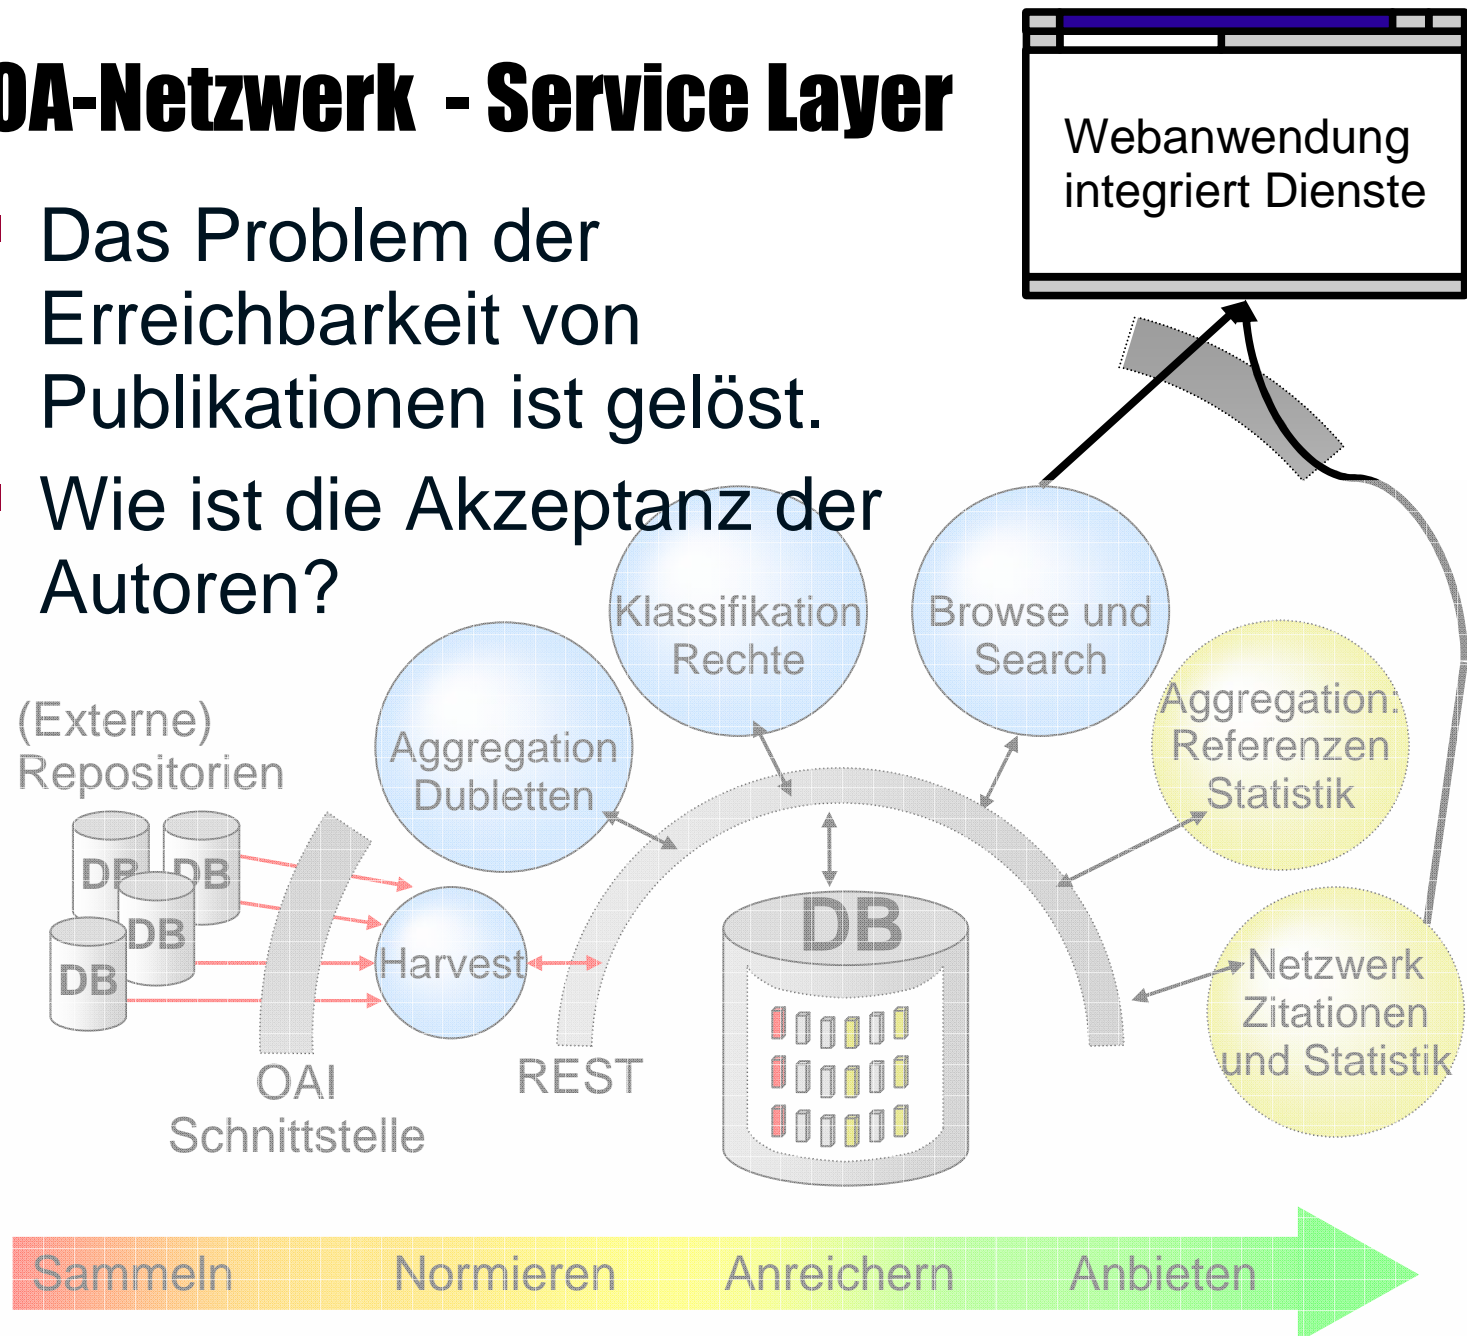 OA-Netzwerk - Service Layer
Webanwendung
integriert Dienste
Das Problem der
Erreichbarkeit von
Publikationen ist gelöst.
Wie ist die Akzeptanz der
Autoren?
Klassifikation
Rechte
Browse und
Search
Aggregation:
Referenzen
Statistik
(Externe)
Repositorien
Aggregation
Dubletten
DB
DB
DB
DB
Harvest
DB
Netzwerk
Zitationen
und Statistik
OAI
Schnittstelle
REST
Sammeln
Normieren
Anreichern
Anbieten